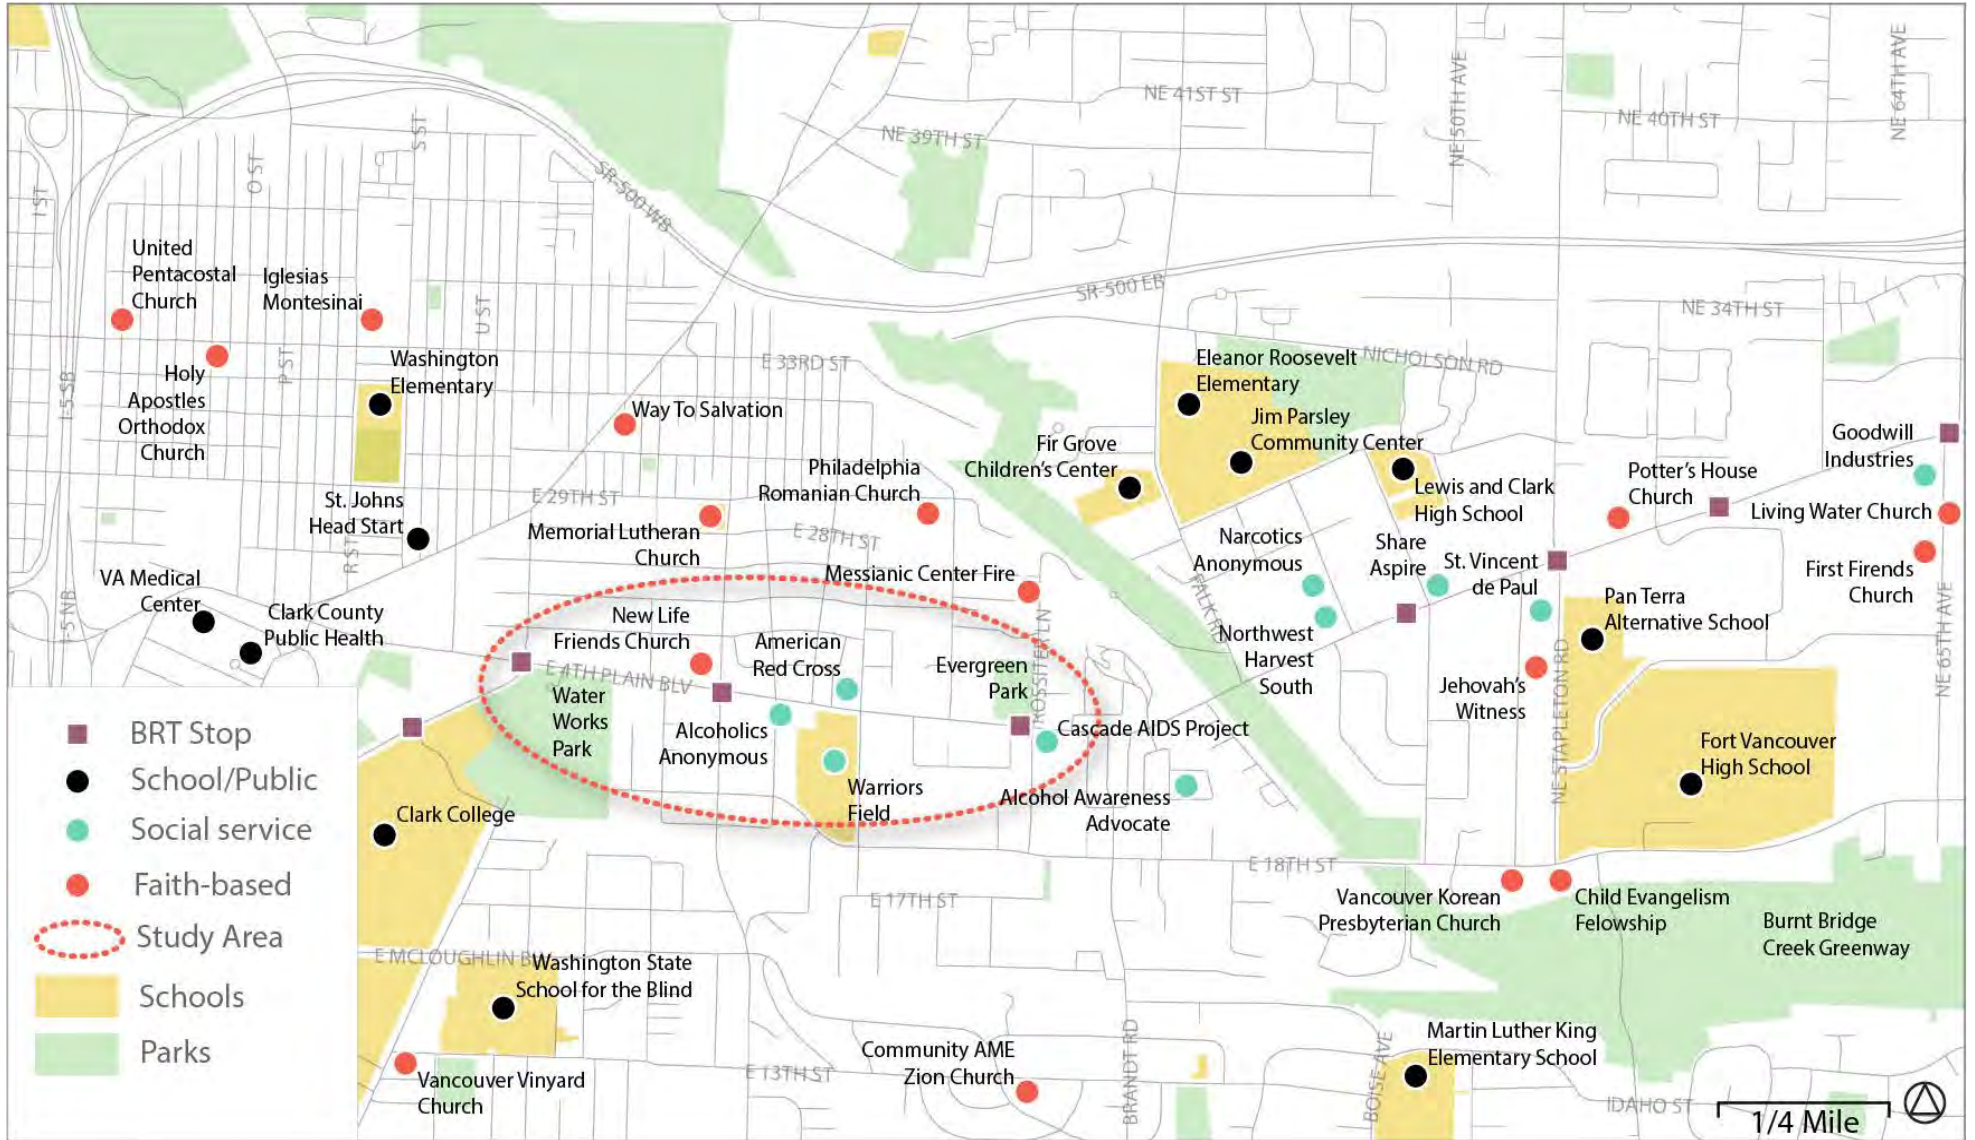 NE 41ST ST
NE 39TH ST
NE 50TH AVE
NE 40TH ST
NE 64TH AVE
I ST
O ST
S ST
SR-500 WB
United
Pentacostal
Church
Iglesias
Montesinai
U ST
SR-500 EB
NE 34TH ST
P ST
I-5 SB
Holy
Apostles
Orthodox
Church
Washington
Elementary
E 33RD ST
Way To Salvation
Eleanor Roosevelt
Elementary
NICHOLSON RD
Jim Parsley
Community Center
Fir Grove
Children's Center
Philadelphia
Romanian Church
Lewis and Clark
High School
Potter's House
Church
Goodwill
Industries
Living Water Church
First Firends
Church
St. Johns
Head Start
R ST
E 29TH ST
Memorial Lutheran
Church
E 28TH ST
Messianic Center Fire
Narcotics
Anonymous
Share
Aspire
St. Vincent
de Paul
Pan Terra
Alternative School
NE 65TH AVE
VA Medical
Center
I-5 NB
Clark County
Public Health
New Life
Friends Church
American
Red Cross
Evergreen
Park
ROSSITER LN
FALK RD
Northwest
Harvest
South
Jehovah's
Witness
NE STAPLETON RD
E 4TH PLAIN BLV
Water
Works
Park
Alcoholics
Anonymous
Warriors
Field
Cascade AIDS Project
Alcohol Awareness
Advocate
Fort Vancouver
High School
Clark College
E 18TH ST
E 17TH ST
Vancouver Korean
Presbyterian Church
Child Evangelism
Felowship
Burnt Bridge
Creek Greenway
E MCLOUGHLIN B
Washington State
School for the Blind
Vancouver Vinyard
Church
E 13TH ST
Community AME
Zion Church
BRANDT RD
BOISE AVE
Martin Luther King
Elementary School
IDAHO ST
1/4 Mile
BRT Stop
School/Public
Social service
Faith-based
Study Area
Schools
Parks